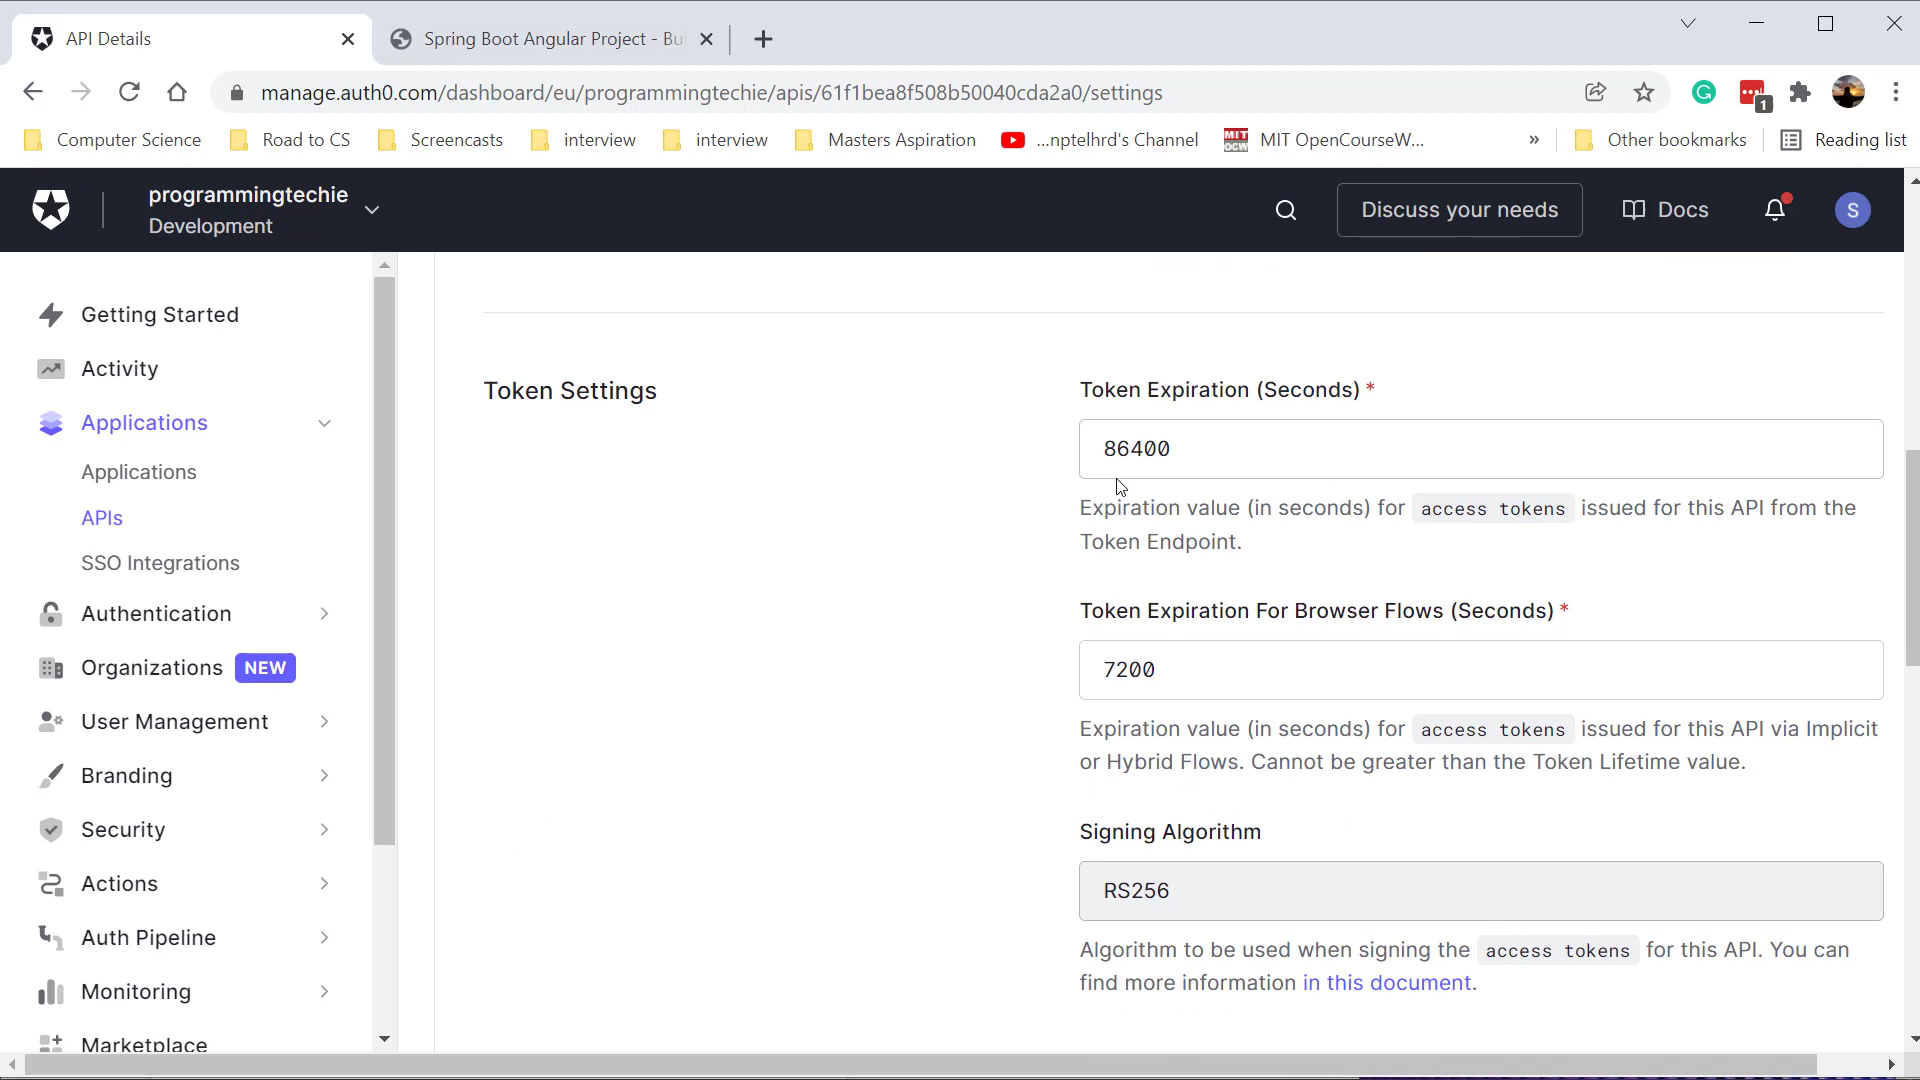 API Details
Spring Boot Angular Project - Bu
manage.auth0.com/dashboard/eu/programmingtechie/apis/61f1bea8f508b50040cda2a0/settings
1
Computer Science
Road to CS
Screencasts
interview
interview
Masters Aspiration
...nptelhrd's Channel
MIT OpenCourseW...
»
Other bookmarks
Reading list
programmingtechie
Development
Discuss your needs
Docs
S
Getting Started
Activity
Applications
Applications
APIs
SSO Integrations
Authentication
Organizations NEW
User Management
Branding
Security
Actions
Auth Pipeline
Monitoring
Marketplace
Token Settings
Token Expiration (Seconds) *
86400
Expiration value (in seconds) for access tokens issued for this API from the
Token Endpoint.
Token Expiration For Browser Flows (Seconds) *
7200
Expiration value (in seconds) for access tokens issued for this API via Implicit
or Hybrid Flows. Cannot be greater than the Token Lifetime value.
Signing Algorithm
RS256
Algorithm to be used when signing the access tokens for this API. You can
find more information in this document.